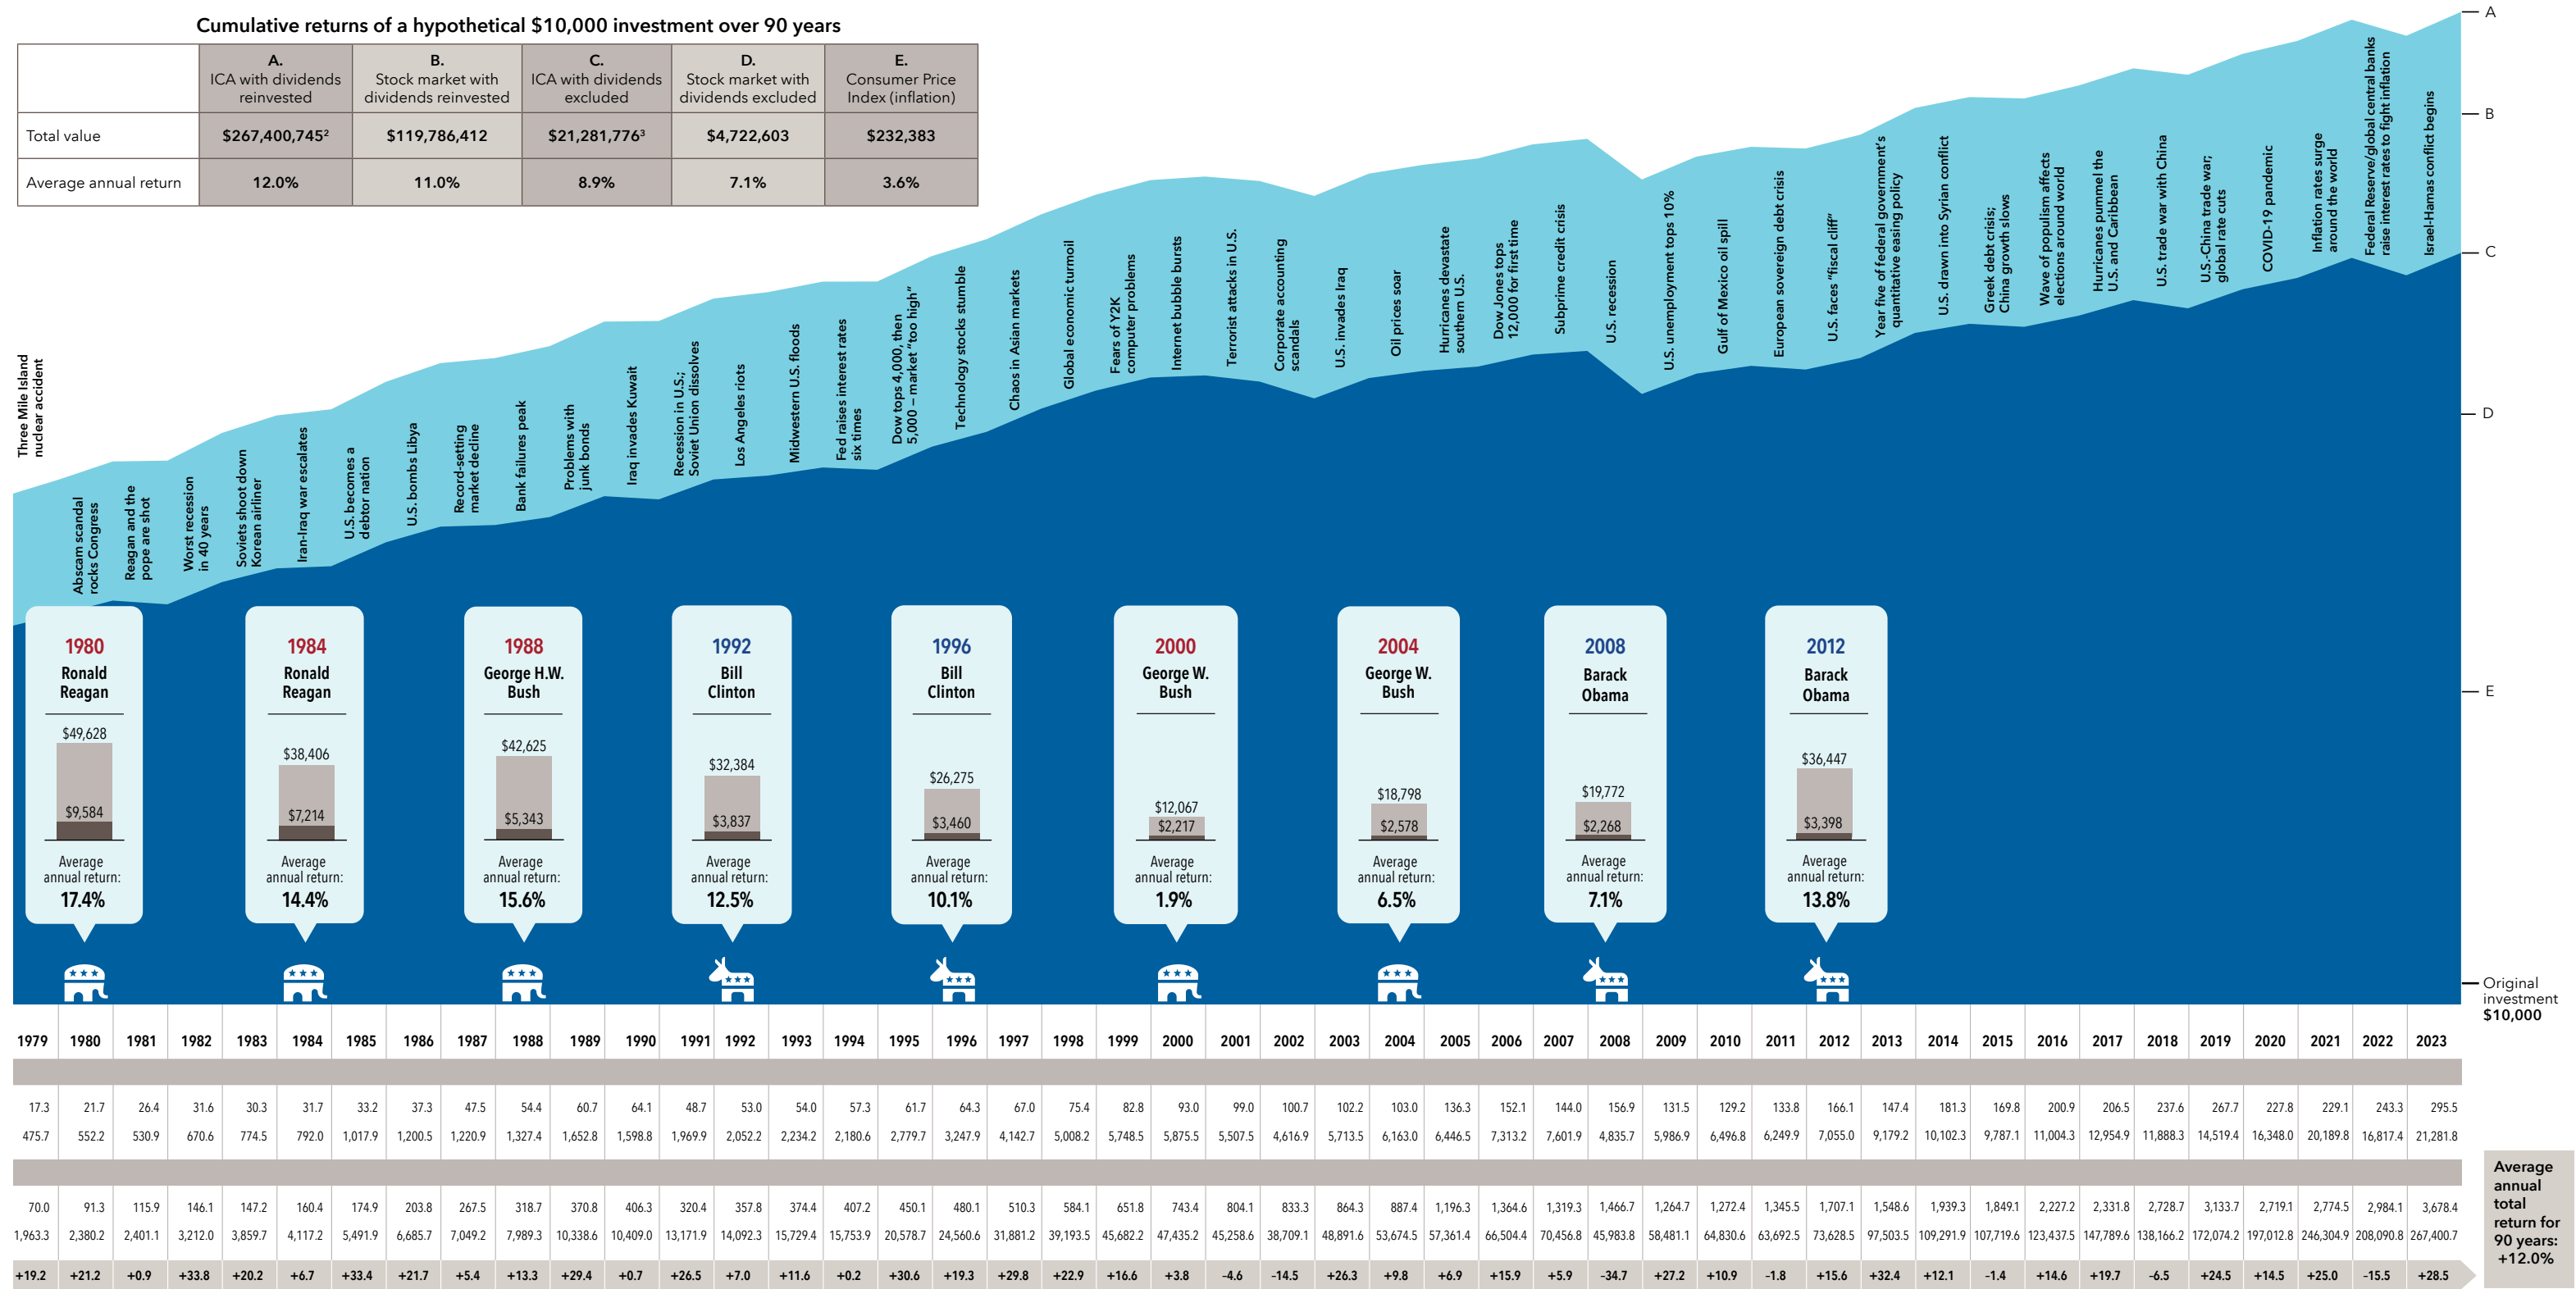 Cumulative returns of a hypothetical $10,000 investment over 90 years
A.
ICA with dividends
reinvested
B.
Stock market with
dividends reinvested
C.
ICA with dividends
excluded
D.
Stock market with
dividends excluded
E.
Consumer Price
Index (inflation)
Total value $267,400,745² $119,786,412 $21,281,776³ $4,722,603 $232,383
Average annual return 12.0% 11.0% 8.9% 7.1% 3.6%
A
B
C
D
E
Three Mile Island
nuclear accident
Abscam scandal
rocks Congress
Reagan and the
pope are shot
Worst recession
in 40 years
Soviets shoot down
Korean airliner
Iran-Iraq war escalates
U.S. becomes a
debtor nation
U.S. bombs Libya
Record-setting
market decline
Bank failures peak
Problems with
junk bonds
Iraq invades Kuwait
Recession in U.S.;
Soviet Union dissolves
Los Angeles riots
Midwestern U.S. floods
Fed raises interest rates
six times
Dow tops 4,000, then
5,000 – market “too high”
Technology stocks stumble
Chaos in Asian markets
Global economic turmoil
Fears of Y2K
computer problems
Internet bubble bursts
Terrorist attacks in U.S.
Corporate accounting
scandals
U.S. invades Iraq
Oil prices soar
Hurricanes devastate
southern U.S.
Dow Jones tops
12,000 for first time
Subprime credit crisis
U.S. recession
U.S. unemployment tops 10%
Gulf of Mexico oil spill
European sovereign debt crisis
U.S. faces “fiscal cliff”
Year five of federal government’s
quantitative easing policy
U.S. drawn into Syrian conflict
Greek debt crisis;
China growth slows
Wave of populism affects
elections around world
Hurricanes pummel the
U.S. and Caribbean
U.S. trade war with China
U.S.-China trade war;
global rate cuts
COVID-19 pandemic
Inflation rates surge
around the world
Federal Reserve/global central banks
raise interest rates to fight inflation
Israel-Hamas conflict begins
1980
Ronald
Reagan
$49,628
$9,584
Average
annual return:
17.4%
1984
Ronald
Reagan
$38,406
$7,214
Average
annual return:
14.4%
1988
George H.W.
Bush
$42,625
$5,343
Average
annual return:
15.6%
1992
Bill
Clinton
$32,384
$3,837
Average
annual return:
12.5%
1996
Bill
Clinton
$26,275
$3,460
Average
annual return:
10.1%
2000
George W.
Bush
$12,067
$2,217
Average
annual return:
1.9%
2004
George W.
Bush
$18,798
$2,578
Average
annual return:
6.5%
2008
Barack
Obama
$19,772
$2,268
Average
annual return:
7.1%
2012
Barack
Obama
$36,447
$3,398
Average
annual return:
13.8%
Original
investment
$10,000
1979 1980 1981 1982 1983 1984 1985 1986 1987 1988 1989 1990 1991 1992 1993 1994 1995 1996 1997 1998 1999 2000 2001 2002 2003 2004 2005 2006 2007 2008 2009 2010 2011 2012 2013 2014 2015 2016 2017 2018 2019 2020 2021 2022 2023
17.3 21.7 26.4 31.6 30.3 31.7 33.2 37.3 47.5 54.4 60.7 64.1 48.7 53.0 54.0 57.3 61.7 64.3 67.0 75.4 82.8 93.0 99.0 100.7 102.2 103.0 136.3 152.1 144.0 156.9 131.5 129.2 133.8 166.1 147.4 181.3 169.8 200.9 206.5 237.6 267.7 227.8 229.1 243.3 295.5
475.7 552.2 530.9 670.6 774.5 792.0 1,017.9 1,200.5 1,220.9 1,327.4 1,652.8 1,598.8 1,969.9 2,052.2 2,234.2 2,180.6 2,779.7 3,247.9 4,142.7 5,008.2 5,748.5 5,875.5 5,507.5 4,616.9 5,713.5 6,163.0 6,446.5 7,313.2 7,601.9 4,835.7 5,986.9 6,496.8 6,249.9 7,055.0 9,179.2 10,102.3 9,787.1 11,004.3 12,954.9 11,888.3 14,519.4 16,348.0 20,189.8 16,817.4 21,281.8
70.0 91.3 115.9 146.1 147.2 160.4 174.9 203.8 267.5 318.7 370.8 406.3 320.4 357.8 374.4 407.2 450.1 480.1 510.3 584.1 651.8 743.4 804.1 833.3 864.3 887.4 1,196.3 1,364.6 1,319.3 1,466.7 1,264.7 1,272.4 1,345.5 1,707.1 1,548.6 1,939.3 1,849.1 2,227.2 2,331.8 2,728.7 3,133.7 2,719.1 2,774.5 2,984.1 3,678.4
1,963.3 2,380.2 2,401.1 3,212.0 3,859.7 4,117.2 5,491.9 6,685.7 7,049.2 7,989.3 10,338.6 10,409.0 13,171.9 14,092.3 15,729.4 15,753.9 20,578.7 24,560.6 31,881.2 39,193.5 45,682.2 47,435.2 45,258.6 38,709.1 48,891.6 53,674.5 57,361.4 66,504.4 70,456.8 45,983.8 58,481.1 64,830.6 63,692.5 73,628.5 97,503.5 109,291.9 107,719.6 123,437.5 147,789.6 138,166.2 172,074.2 197,012.8 246,304.9 208,090.8 267,400.7
+19.2 +21.2 +0.9 +33.8 +20.2 +6.7 +33.4 +21.7 +5.4 +13.3 +29.4 +0.7 +26.5 +7.0 +11.6 +0.2 +30.6 +19.3 +29.8 +22.9 +16.6 +3.8 -4.6 -14.5 +26.3 +9.8 +6.9 +15.9 +5.9 -34.7 +27.2 +10.9 -1.8 +15.6 +32.4 +12.1 -1.4 +14.6 +19.7 -6.5 +24.5 +14.5 +25.0 -15.5 +28.5
Average
annual
total
return for
90 years:
+12.0%